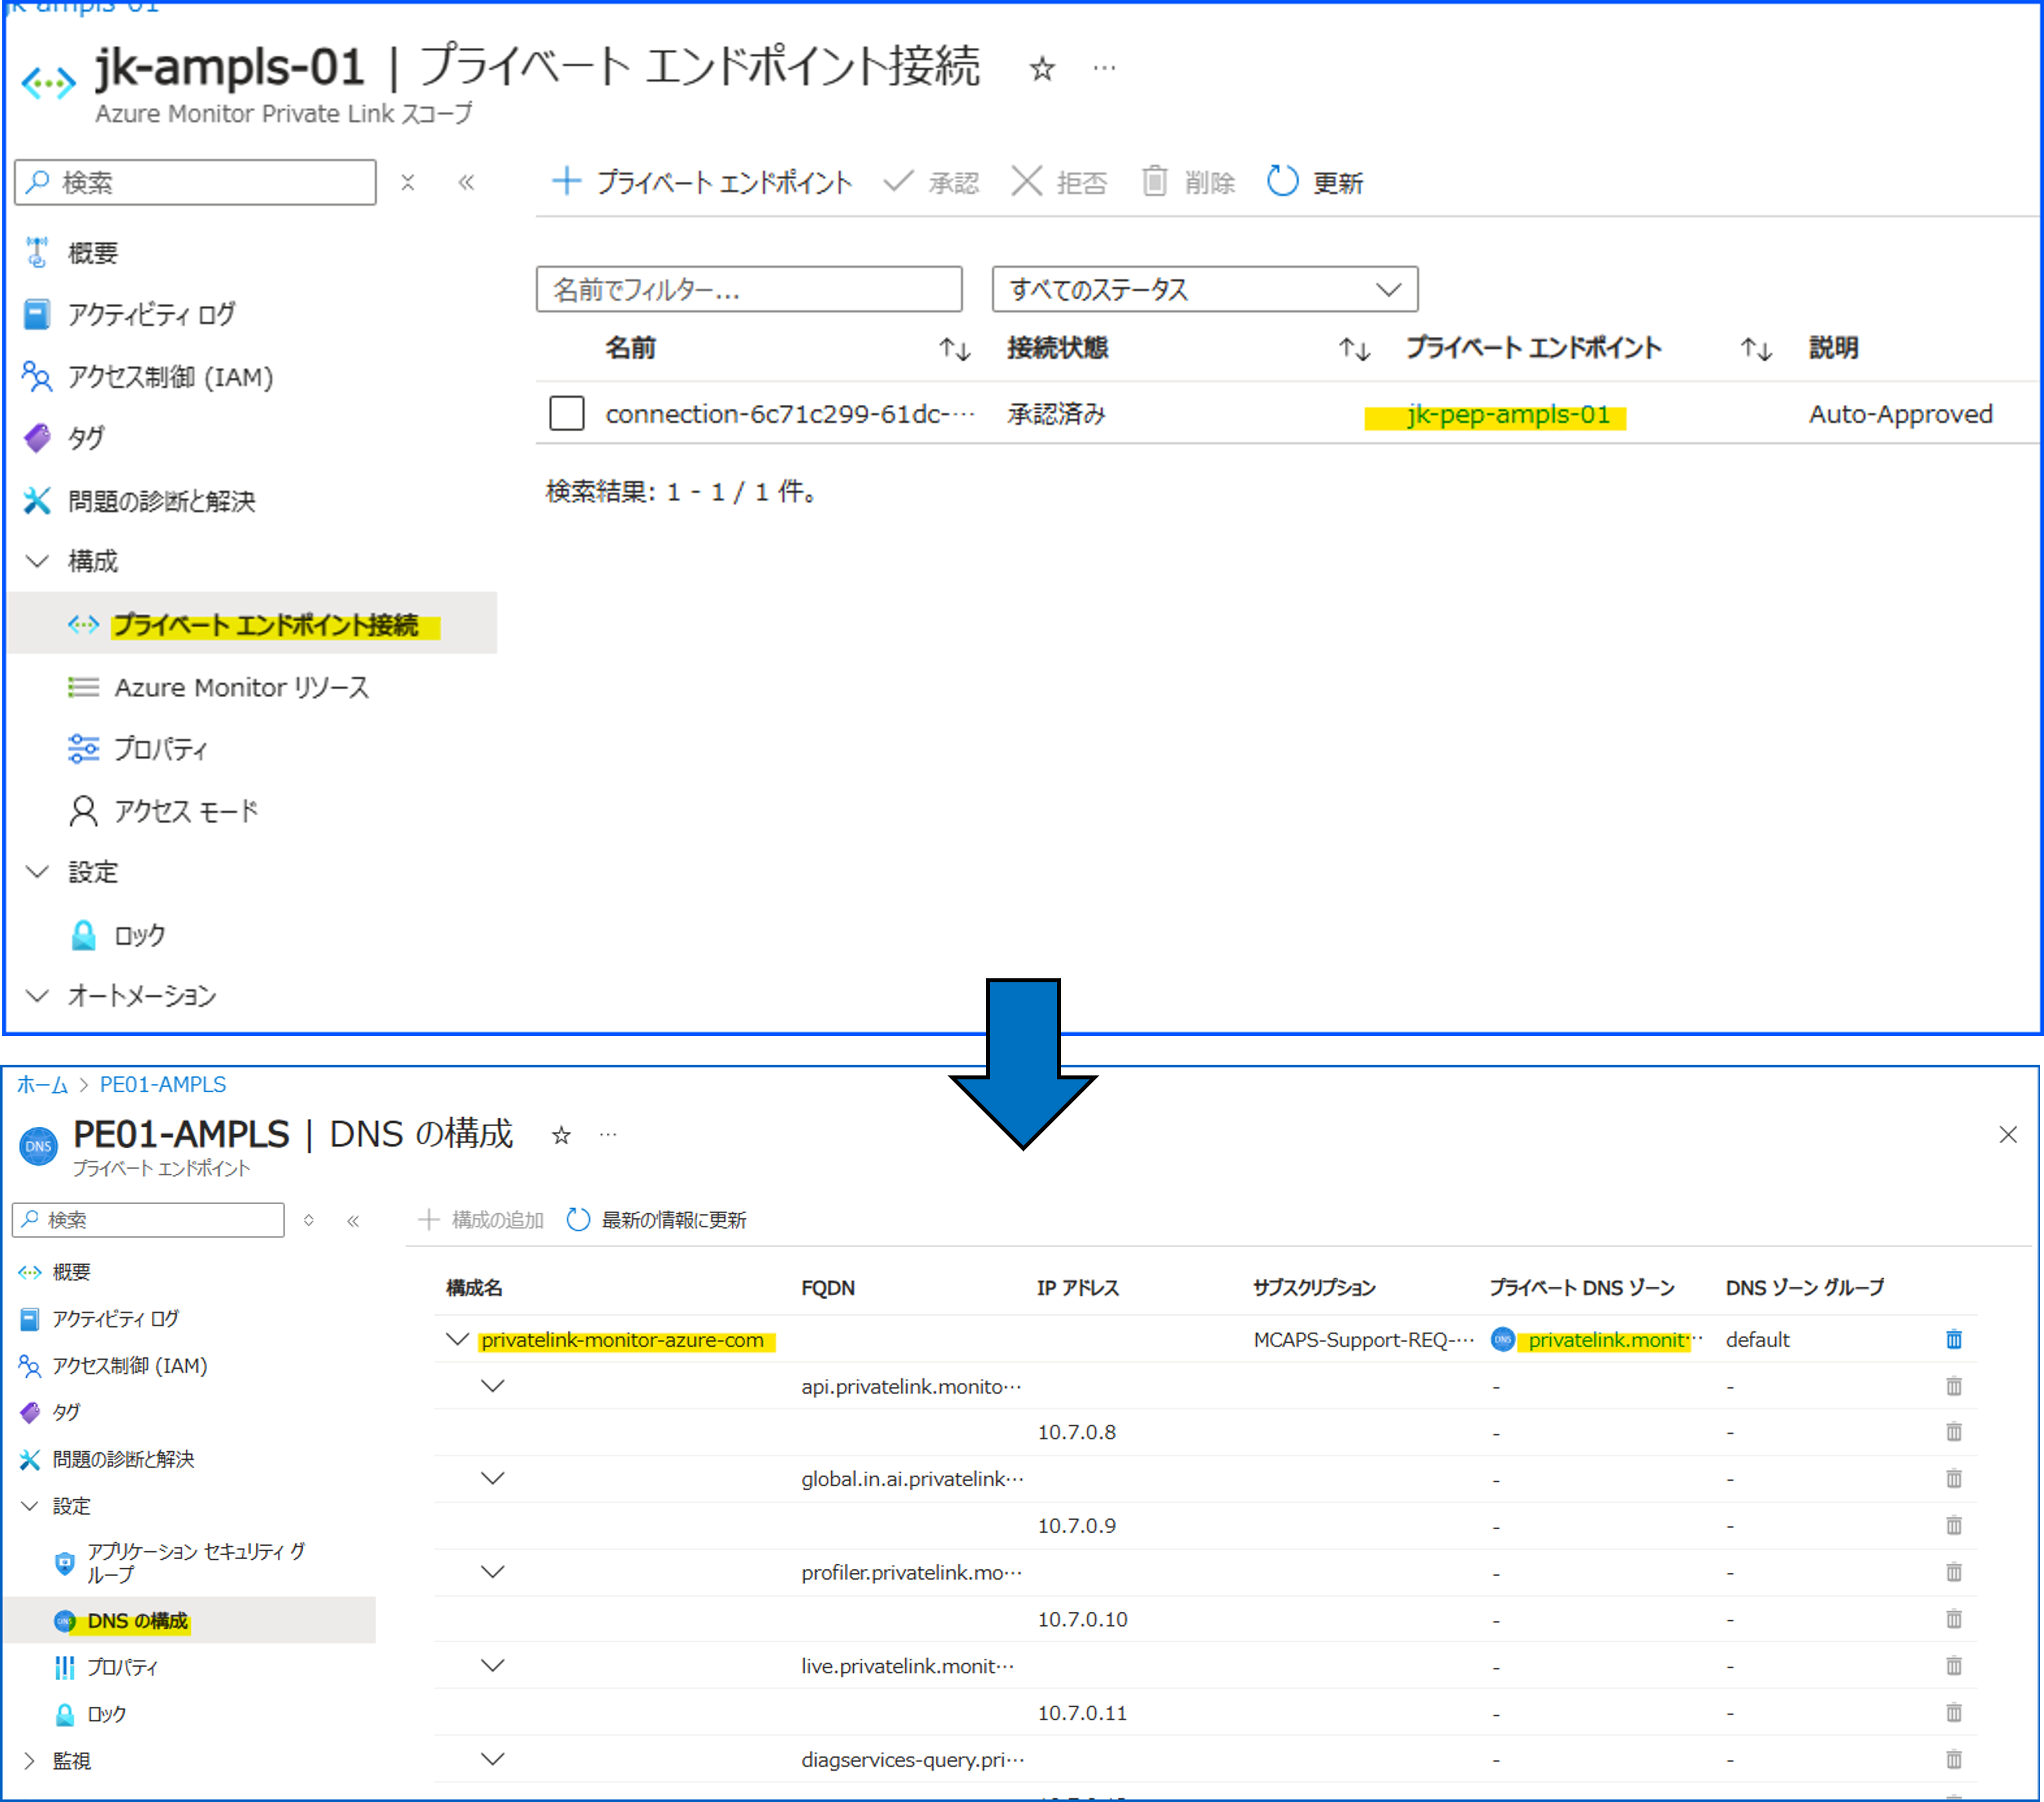 jk-ampls-01
jk-ampls-01 | プライベート エンドポイント接続
Azure Monitor Private Link スコープ
検索
プライベート エンドポイント 承認 拒否 削除 更新
概要
アクティビティ ログ
アクセス制御 (IAM)
タグ
問題の診断と解決
構成
プライベート エンドポイント接続
Azure Monitor リソース
プロパティ
アクセス モード
設定
ロック
オートメーション
名前でフィルター... すべてのステータス
名前 接続状態 プライベート エンドポイント 説明
connection-6c71c299-61dc-… 承認済み jk-pep-ampls-01 Auto-Approved
検索結果: 1 - 1 / 1 件。
ホーム > PE01-AMPLS
PE01-AMPLS | DNS の構成
プライベート エンドポイント
検索
構成の追加 最新の情報に更新
概要
アクティビティ ログ
アクセス制御 (IAM)
タグ
問題の診断と解決
設定
アプリケーション セキュリティ グ
ループ
DNS の構成
プロパティ
ロック
監視
構成名 FQDN IP アドレス サブスクリプション プライベート DNS ゾーン DNS ゾーン グループ
privatelink-monitor-azure-com MCAPS-Support-REQ-… privatelink.monit… default
api.privatelink.monito… - -
10.7.0.8 - -
global.in.ai.privatelink… - -
10.7.0.9 - -
profiler.privatelink.mo… - -
10.7.0.10 - -
live.privatelink.monit… - -
10.7.0.11 - -
diagservices-query.pri… - -